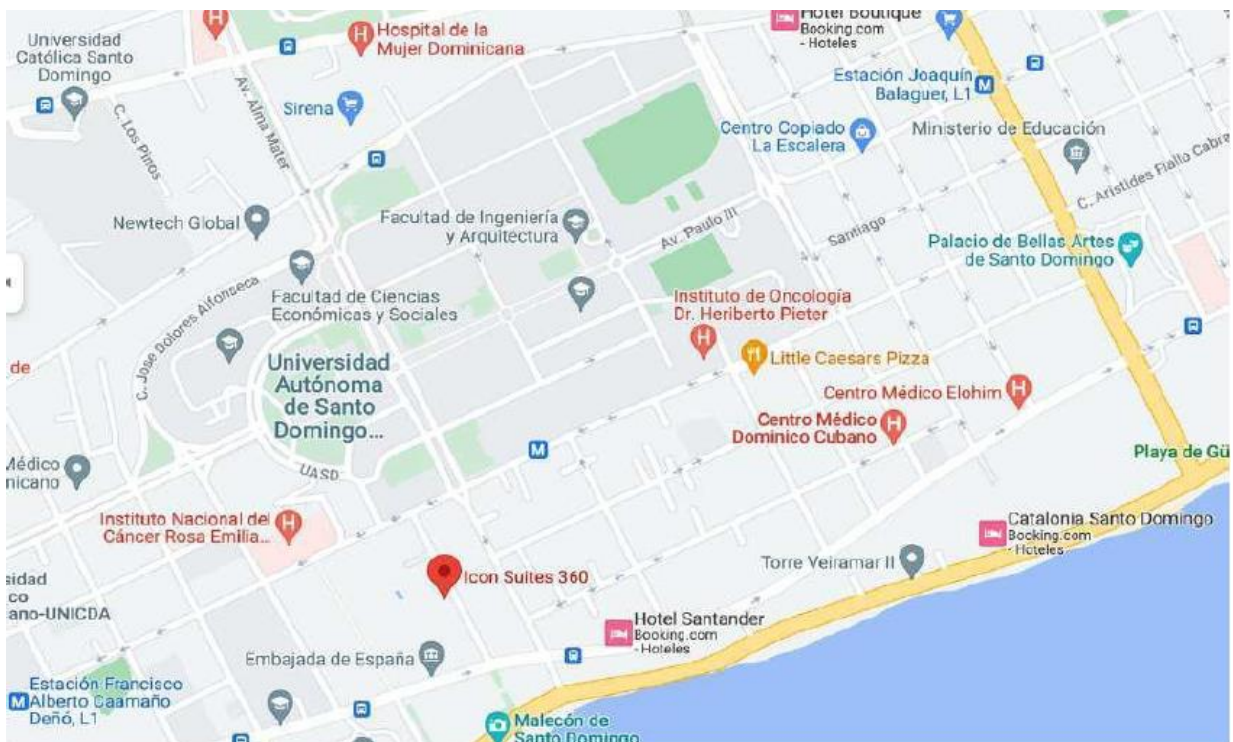 Hotel Boutique
Booking.com
- Hoteles
Hospital de la
Mujer Dominicana
Universidad
Católica Santo
Domingo
Av. Alma Mater
C. Los Pinos
Sirena
Estación Joaquín
Balaguer, L1
Centro Copiado
La Escalera
Ministerio de Educación
C. Aristides Fiallo Cabra
Newtech Global
Facultad de Ingeniería
y Arquitectura
Av. Paulo III
Santiago
Palacio de Bellas Artes
de Santo Domingo
C. Jose Dolores Alfonseca
Facultad de Ciencias
Económicas y Sociales
Instituto de Oncología
Dr. Heriberto Pieter
de
Universidad
Autónoma
de Santo
Domingo...
Little Caesars Pizza
Centro Médico Elohim
Centro Médico
Dominico Cubano
Playa de Gü
UASD
Médico
nicano
Instituto Nacional del
Cáncer Rosa Emilia...
Catalonia Santo Domingo
Booking.com
- Hoteles
Torre Veiramar II
Icon Suites 360
sidad
co
ano-UNICDA
Hotel Santander
Booking.com
- Hoteles
Embajada de España
Estación Francisco
Alberto Caamaño
Deñó, L1
Malecón de
Santo Domingo